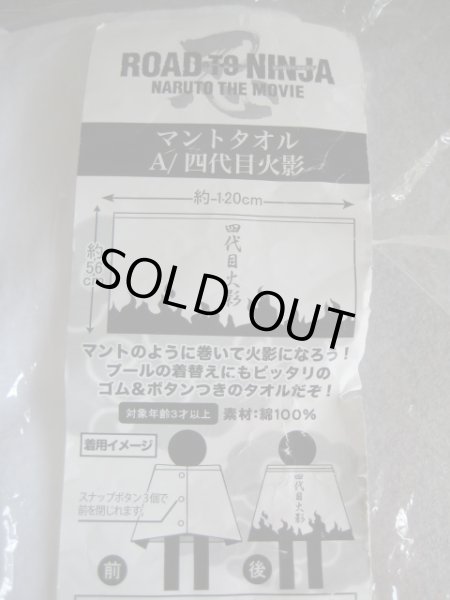 忍
ROAD TO NINJA
NARUTO THE MOVIE
マントタオル
A/四代目火影
約120cm
約
56
cm
四代目火影
SOLD OUT
マントのように巻いて火影になろう!
プールの着替えにもピッタリの
ゴム&ボタンつきのタオルだぞ!
対象年齢3才以上 素材:綿100%
着用イメージ
スナップボタン3個で
前を閉じれます。
四代目火影
前 後